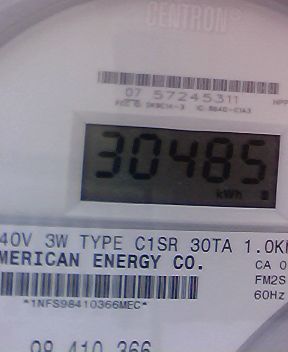 CENTRON®
07 57245311
30485
kWh
40V 3W TYPE C1SR 30TA 1.0K
MERICAN ENERGY CO.
CA 0
FM2S
60Hz
*1NFS98410366MEC*
98 410 366